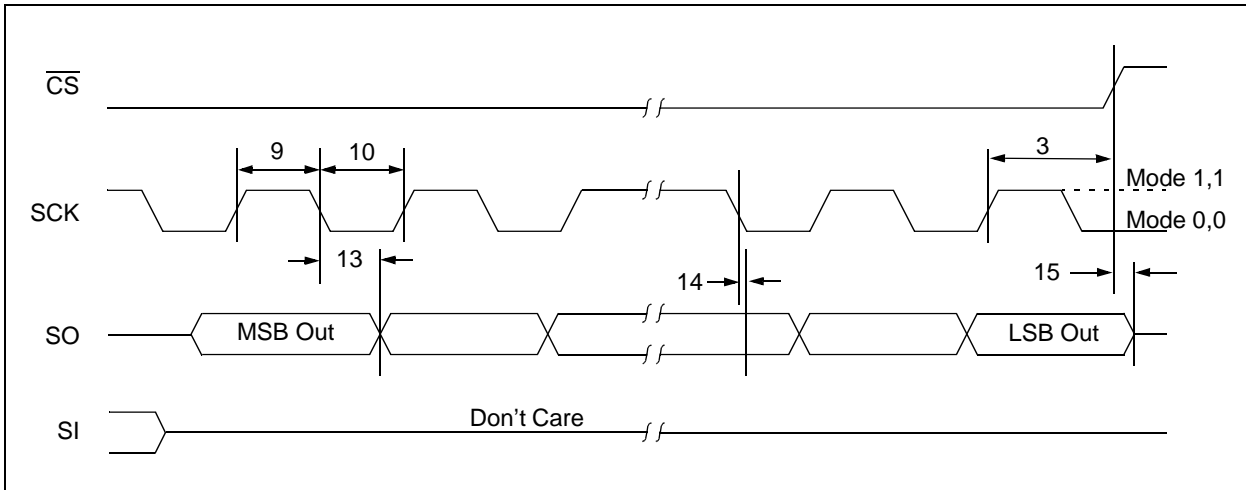 CS
9
10
3
SCK
Mode 1,1
Mode 0,0
13
14
15
SO
MSB Out
LSB Out
SI
Don't Care